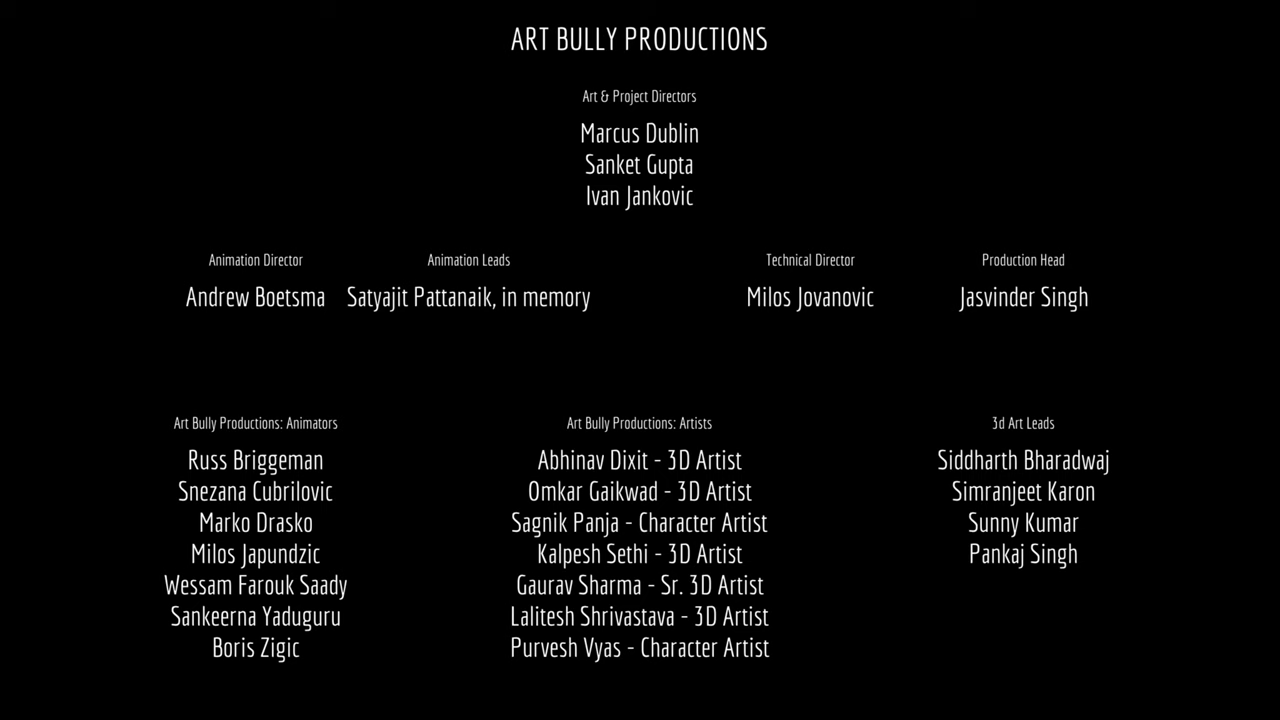 ART BULLY PRODUCTIONS
Art & Project Directors
Marcus Dublin
Sanket Gupta
Ivan Jankovic
Animation Director
Andrew Boetsma
Animation Leads
Satyajit Pattanaik, in memory
Technical Director
Milos Jovanovic
Production Head
Jasvinder Singh
Art Bully Productions: Animators
Russ Briggeman
Snezana Cubrilovic
Marko Drasko
Milos Japundzic
Wessam Farouk Saady
Sankeerna Yaduguru
Boris Zigic
Art Bully Productions: Artists
Abhinav Dixit - 3D Artist
Omkar Gaikwad - 3D Artist
Sagnik Panja - Character Artist
Kalpesh Sethi - 3D Artist
Gaurav Sharma - Sr. 3D Artist
Lalitesh Shrivastava - 3D Artist
Purvesh Vyas - Character Artist
3d Art Leads
Siddharth Bharadwaj
Simranjeet Karon
Sunny Kumar
Pankaj Singh